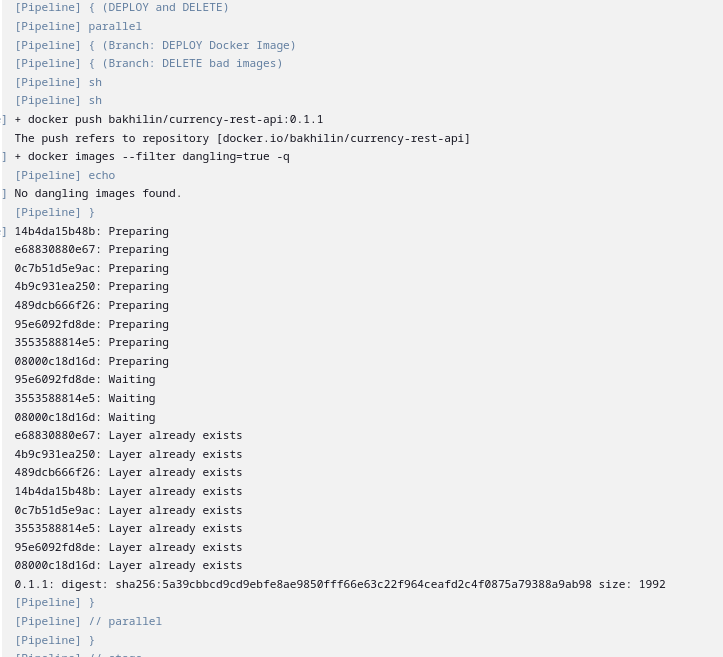 [Pipeline] { (DEPLOY and DELETE)
[Pipeline] parallel
[Pipeline] { (Branch: DEPLOY Docker Image)
[Pipeline] { (Branch: DELETE bad images)
[Pipeline] sh
[Pipeline] sh
] + docker push bakhilin/currency-rest-api:0.1.1
The push refers to repository [docker.io/bakhilin/currency-rest-api]
] + docker images --filter dangling=true -q
[Pipeline] echo
] No dangling images found.
[Pipeline] }
] 14b4da15b48b: Preparing
e68830880e67: Preparing
0c7b51d5e9ac: Preparing
4b9c931ea250: Preparing
489dcb666f26: Preparing
95e6092fd8de: Preparing
3553588814e5: Preparing
08000c18d16d: Preparing
95e6092fd8de: Waiting
3553588814e5: Waiting
08000c18d16d: Waiting
e68830880e67: Layer already exists
4b9c931ea250: Layer already exists
489dcb666f26: Layer already exists
14b4da15b48b: Layer already exists
0c7b51d5e9ac: Layer already exists
3553588814e5: Layer already exists
95e6092fd8de: Layer already exists
08000c18d16d: Layer already exists
0.1.1: digest: sha256:5a39cbbcd9cd9ebfe8ae9850fff66e63c22f964ceafd2c4f0875a79388a9ab98 size: 1992
[Pipeline] }
[Pipeline] // parallel
[Pipeline] }
[Pipeline] // stage